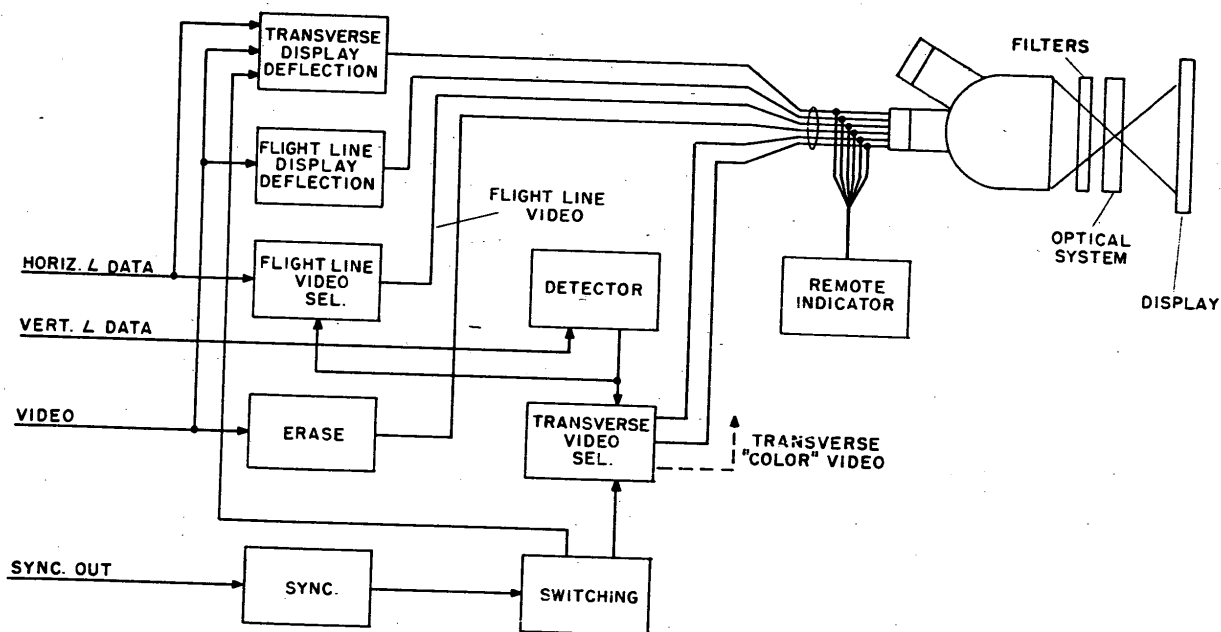 TRANSVERSE
DISPLAY
DEFLECTION
FILTERS
FLIGHT LINE
DISPLAY
DEFLECTION
FLIGHT LINE
VIDEO
OPTICAL
SYSTEM
DISPLAY
HORIZ. L DATA
FLIGHT LINE
VIDEO
SEL.
DETECTOR
REMOTE
INDICATOR
VERT. L DATA
VIDEO
ERASE
TRANSVERSE
VIDEO
SEL.
TRANSVERSE
"COLOR" VIDEO
SYNC. OUT
SYNC.
SWITCHING